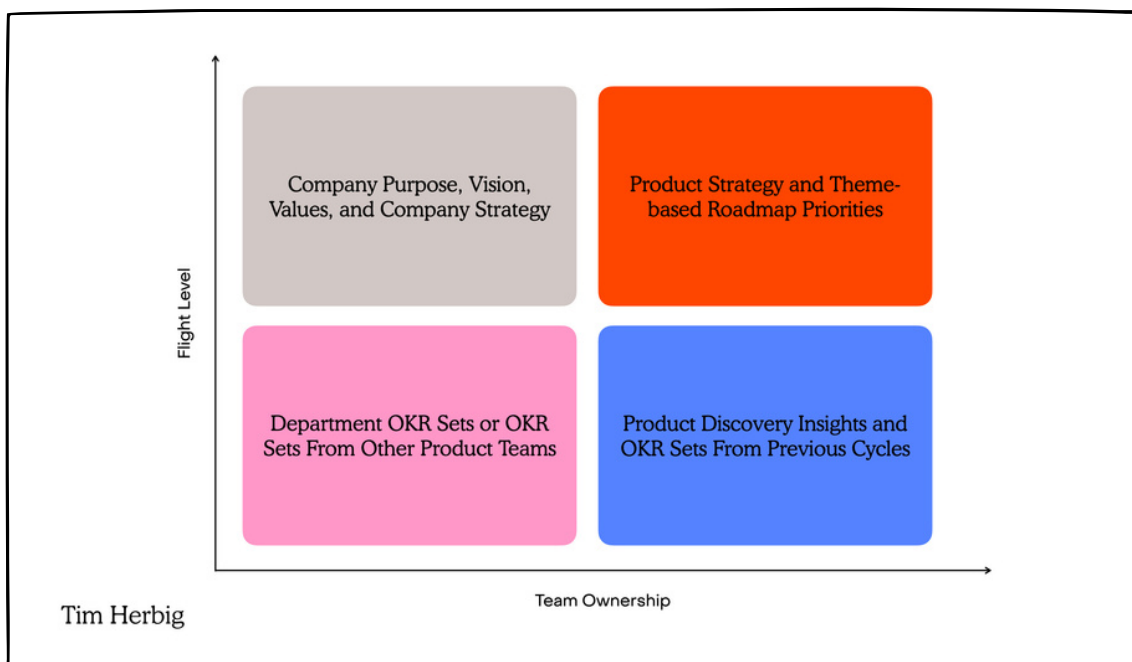 Company Purpose, Vision,
Values, and Company Strategy
Product Strategy and Theme-
based Roadmap Priorities
Flight Level
Department OKR Sets or OKR
Sets From Other Product Teams
Product Discovery Insights and
OKR Sets From Previous Cycles
Team Ownership
Tim Herbig